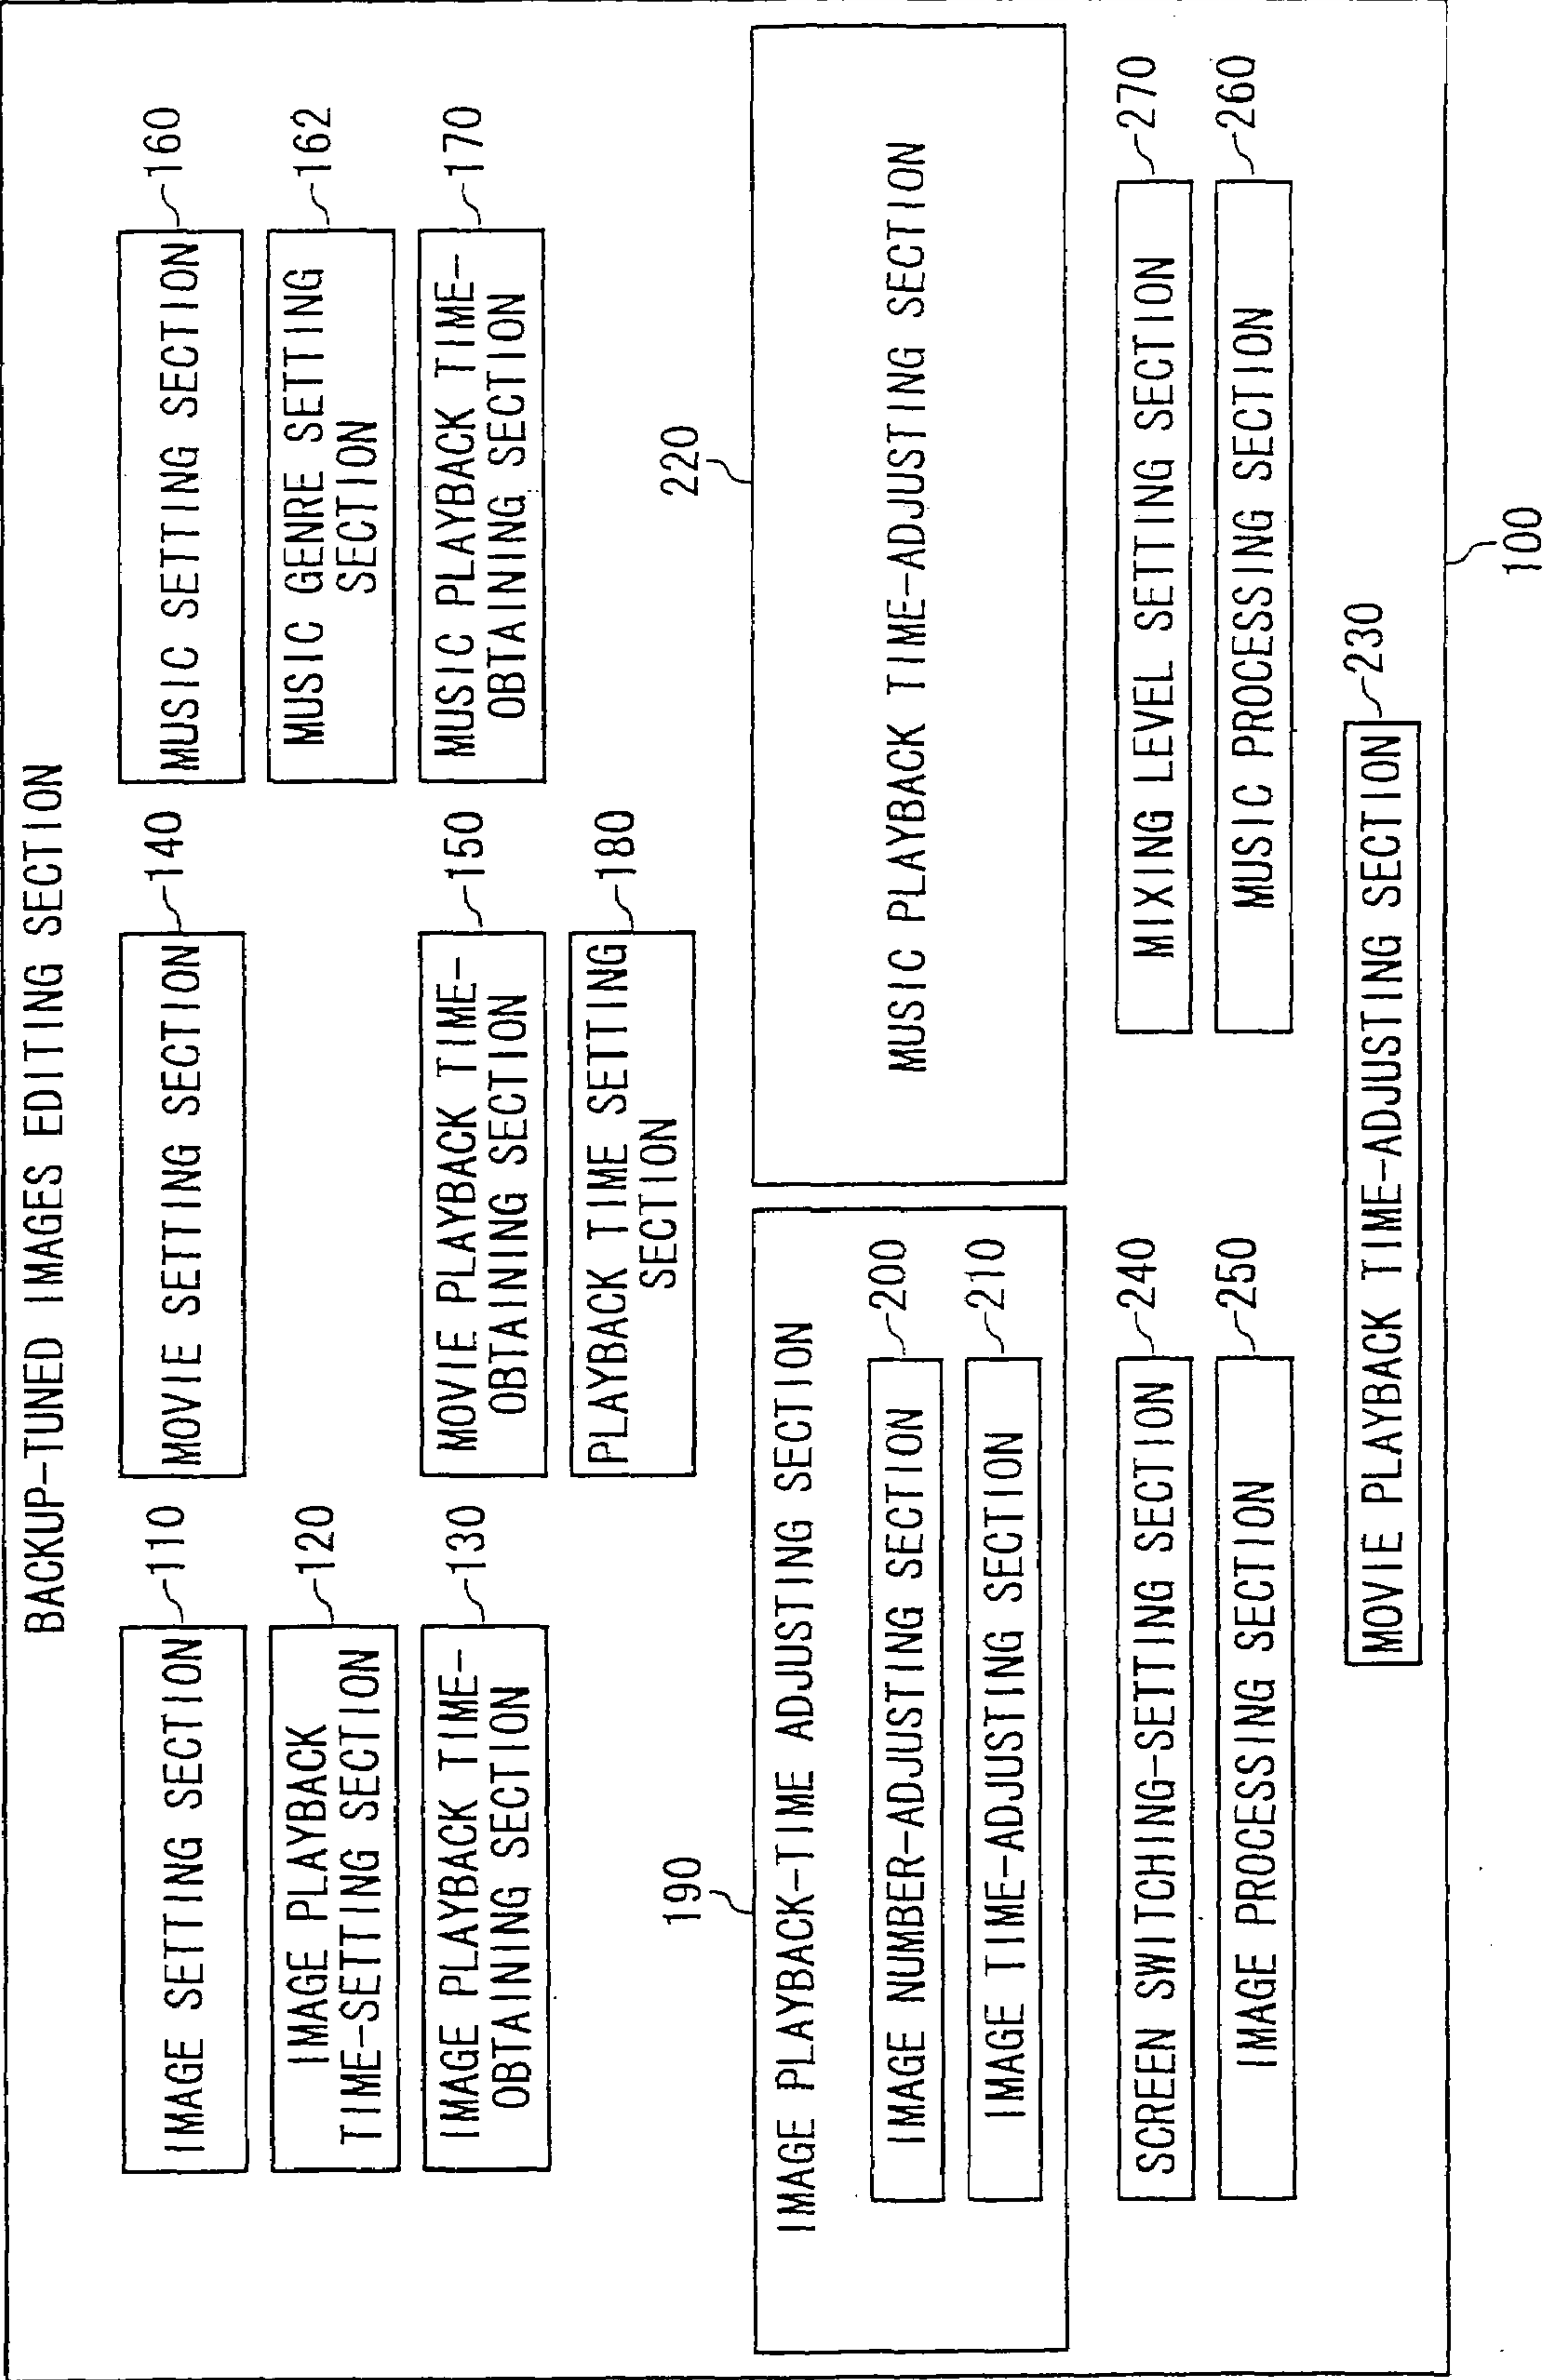 BACKUP-TUNED IMAGES EDITING SECTION
IMAGE SETTING SECTION
110
IMAGE PLAYBACK
TIME-SETTING SECTION
120
IMAGE PLAYBACK TIME-
OBTAINING SECTION
130
MOVIE SETTING SECTION
140
MOVIE PLAYBACK TIME-
OBTAINING SECTION
150
PLAYBACK TIME SETTING
SECTION
180
MUSIC SETTING SECTION
160
MUSIC GENRE SETTING
SECTION
162
MUSIC PLAYBACK TIME-
OBTAINING SECTION
170
190
IMAGE PLAYBACK-TIME ADJUSTING SECTION
IMAGE NUMBER-ADJUSTING SECTION
200
IMAGE TIME-ADJUSTING SECTION
210
220
MUSIC PLAYBACK TIME-ADJUSTING SECTION
SCREEN SWITCHING-SETTING SECTION
240
IMAGE PROCESSING SECTION
250
MIXING LEVEL SETTING SECTION
270
MUSIC PROCESSING SECTION
260
MOVIE PLAYBACK TIME-ADJUSTING SECTION
230
100